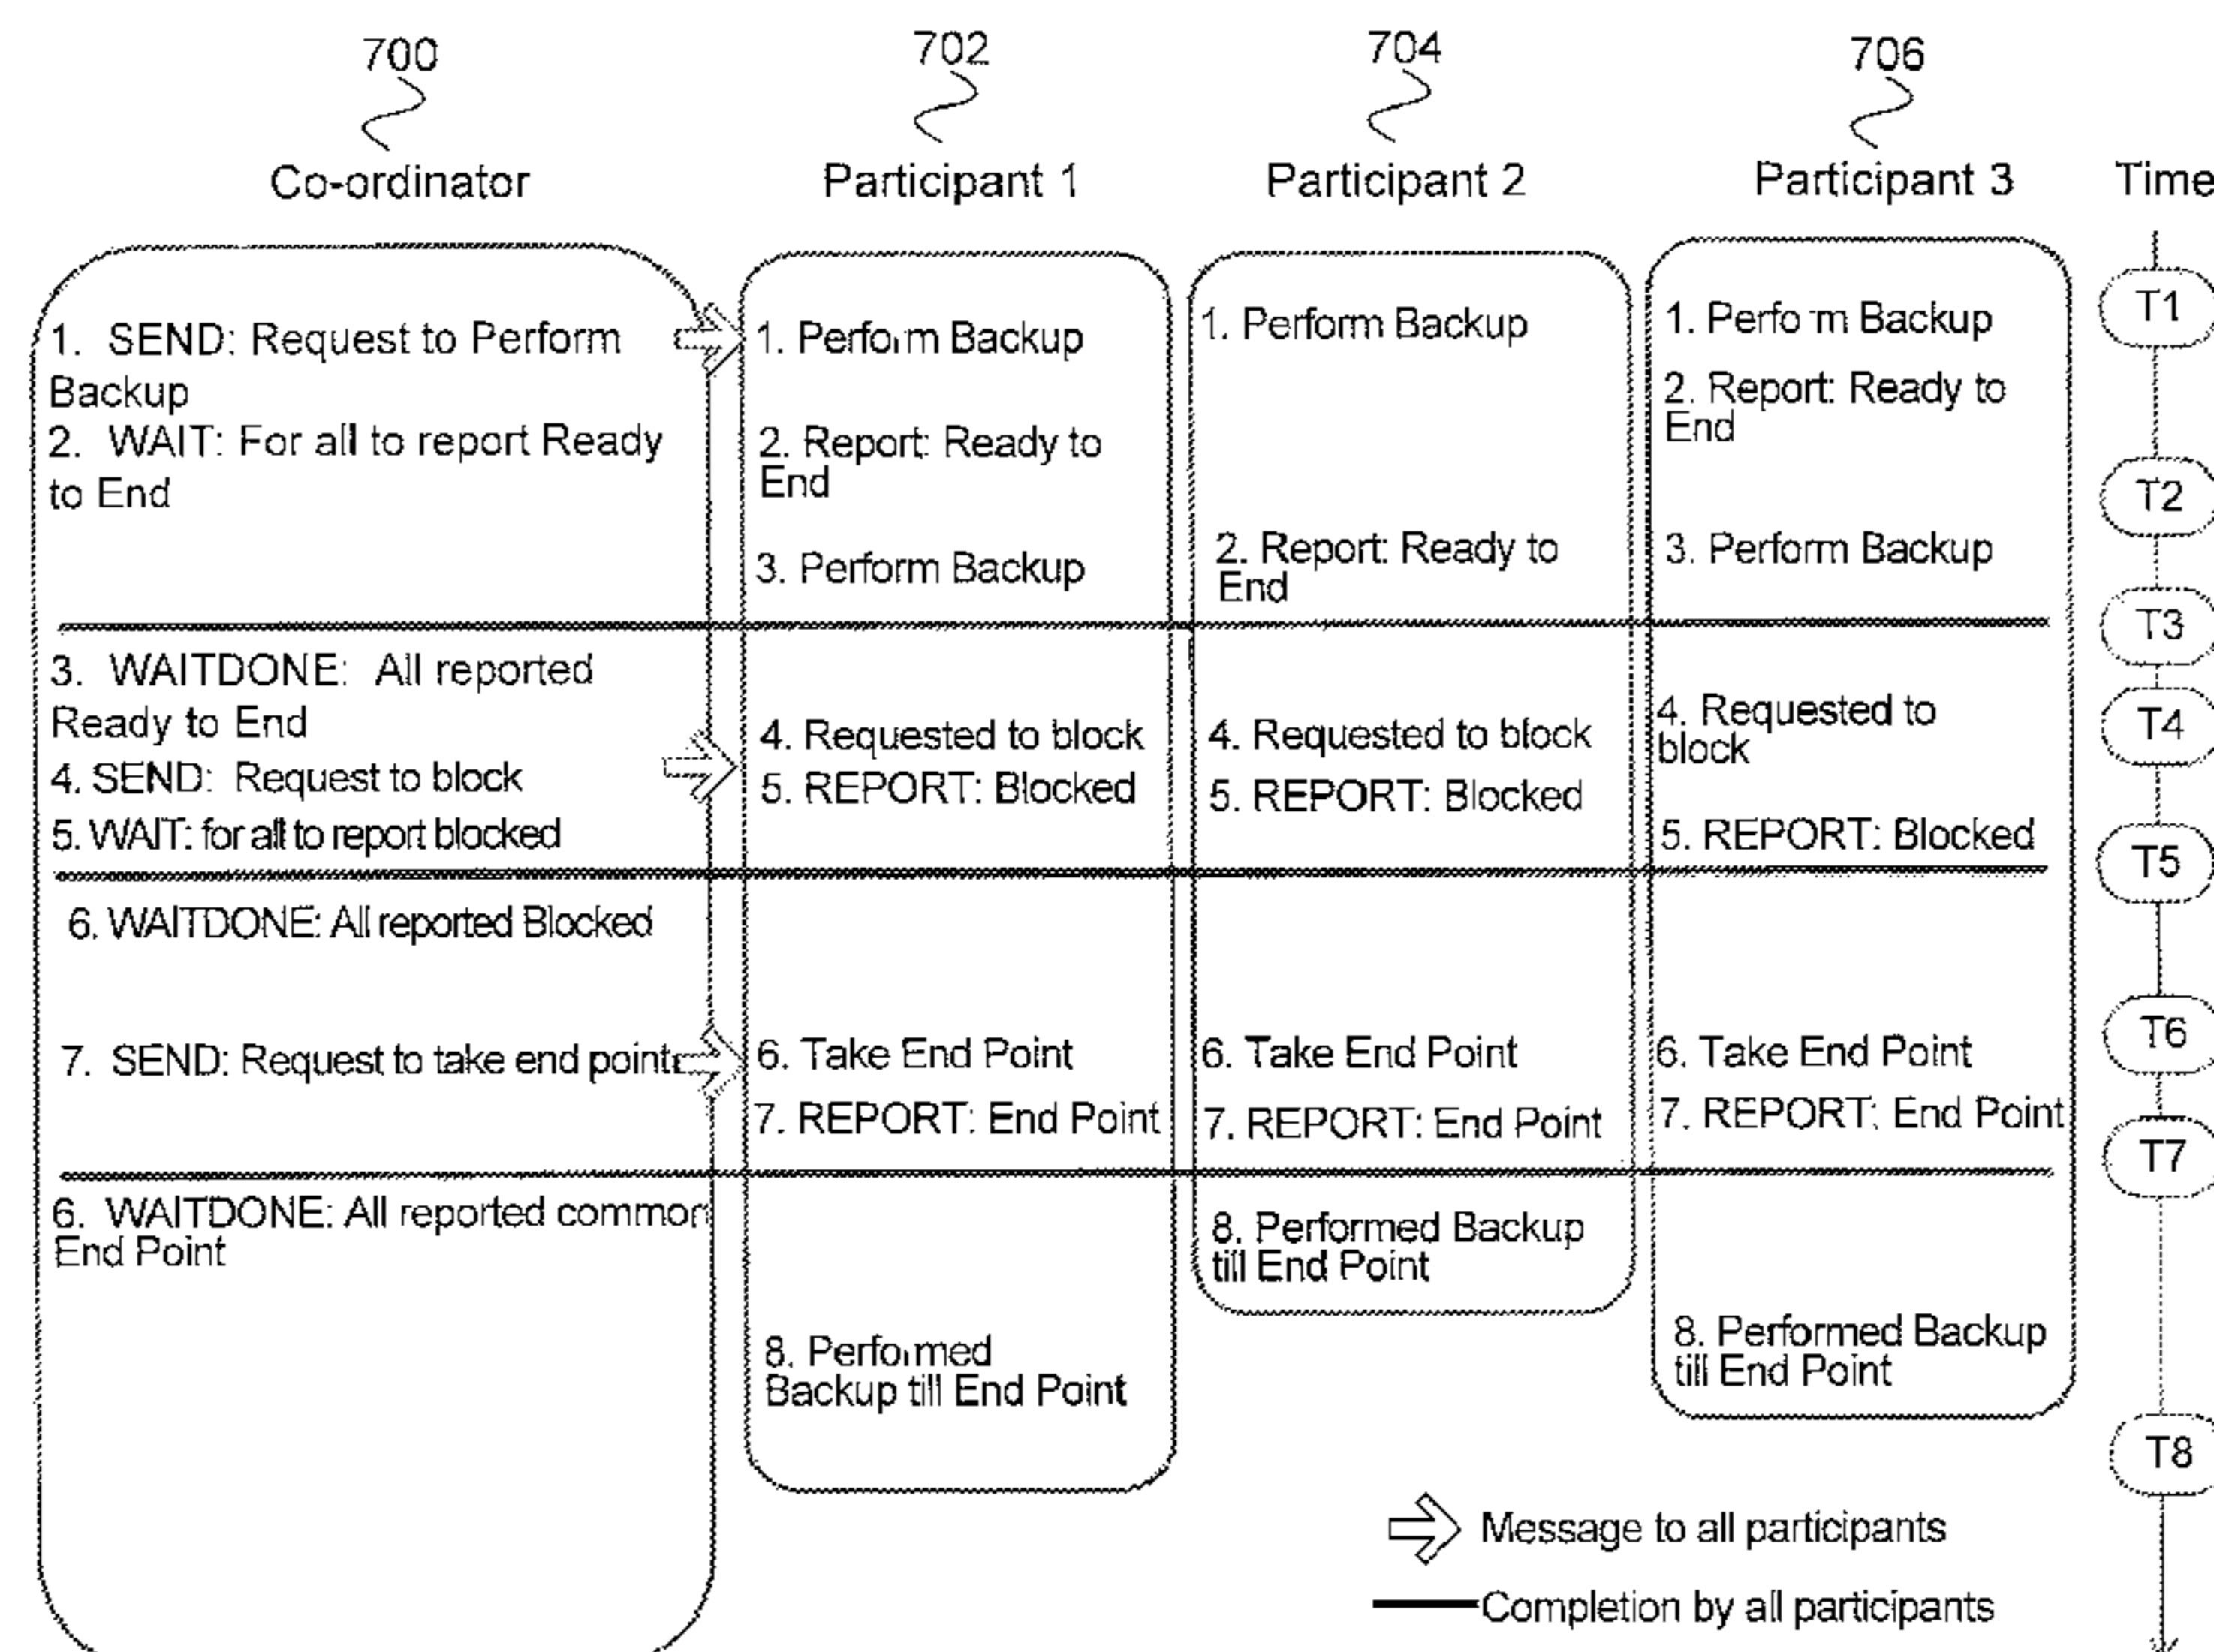 700
702
704
706
Co-ordinator
Participant 1
Participant 2
Participant 3
Time
1. SEND: Request to Perform
Backup
2. WAIT: For all to report Ready
to End
3. WAITDONE: All reported
Ready to End
4. SEND: Request to block
5. WAIT: for all to report blocked
6. WAITDONE: All reported Blocked
7. SEND: Request to take end points
6. WAITDONE: All reported common
End Point
1. Perform Backup
2. Report: Ready to
End
3. Perform Backup
4. Requested to block
5. REPORT: Blocked
6. Take End Point
7. REPORT: End Point
8. Performed
Backup till End Point
1. Perform Backup
2. Report: Ready to
End
4. Requested to block
5. REPORT: Blocked
6. Take End Point
7. REPORT: End Point
8. Performed Backup
till End Point
1. Perform Backup
2. Report: Ready to
End
3. Perform Backup
4. Requested to
block
5. REPORT: Blocked
6. Take End Point
7. REPORT: End Point
8. Performed Backup
till End Point
T1
T2
T3
T4
T5
T6
T7
T8
Message to all participants
Completion by all participants